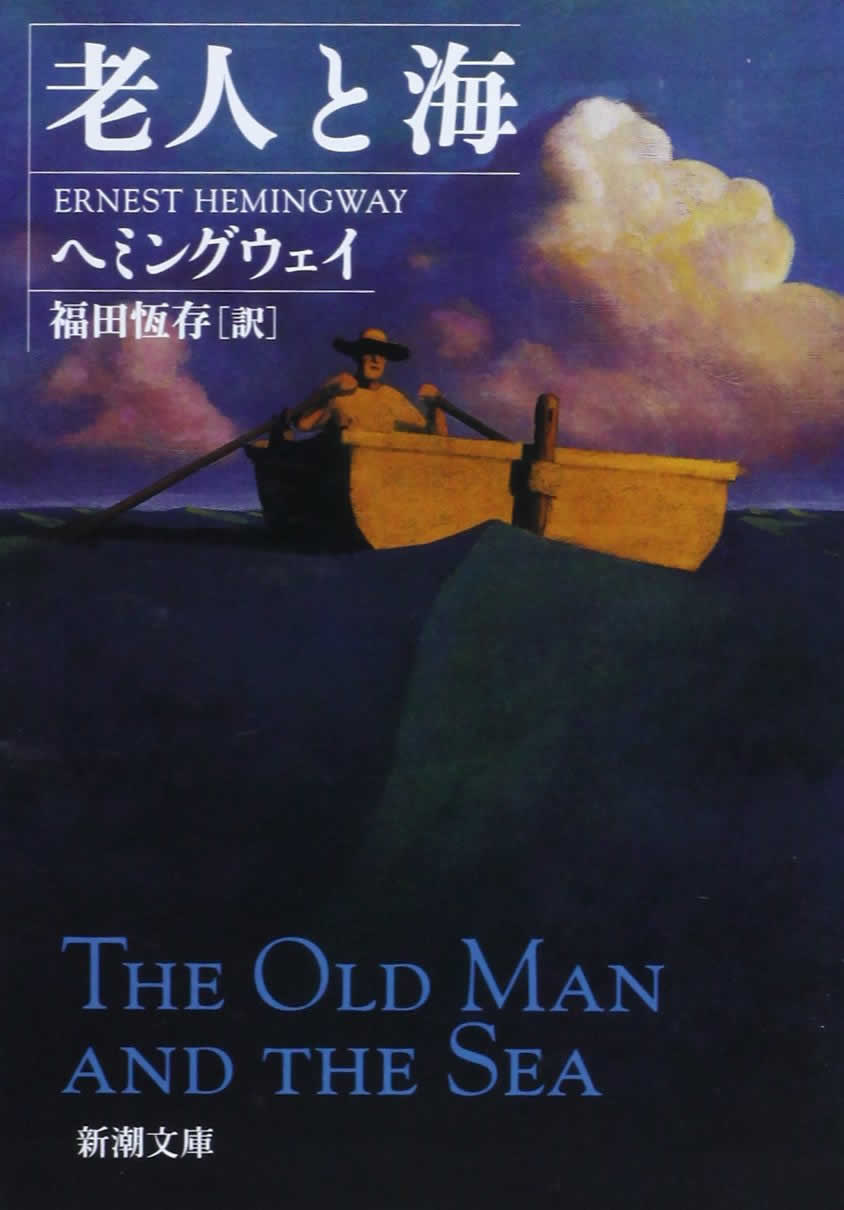 老人と海
ERNEST HEMINGWAY
ヘミングウェイ
福田恆存[訳]
THE OLD MAN
AND THE SEA
新潮文庫